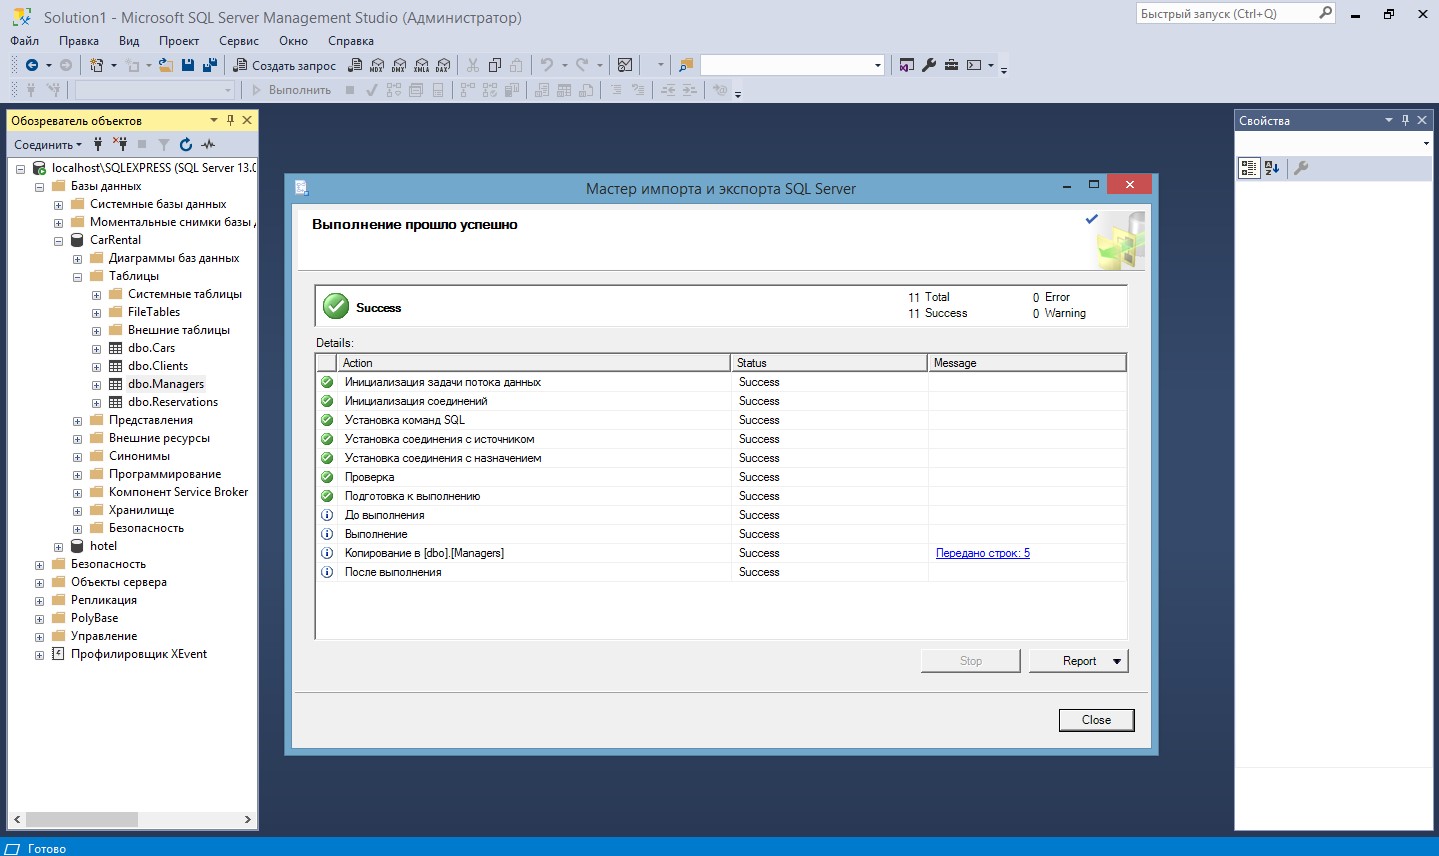 Solution1 - Microsoft SQL Server Management Studio (Администратор)
Быстрый запуск (Ctrl+Q)
Файл Правка Вид Проект Сервис Окно Справка
Создать запрос MDX DMX XMLA DAX
Выполнить
Обозреватель объектов
Соединить
localhost\SQLEXPRESS (SQL Server 13.0
Базы данных
Системные базы данных
Моментальные снимки базы
CarRental
Диаграммы баз данных
Таблицы
Системные таблицы
FileTables
Внешние таблицы
dbo.Cars
dbo.Clients
dbo.Managers
dbo.Reservations
Представления
Внешние ресурсы
Синонимы
Программирование
Компонент Service Broker
Хранилище
Безопасность
hotel
Безопасность
Объекты сервера
Репликация
PolyBase
Управление
Профилировщик XEvent
Мастер импорта и экспорта SQL Server
Выполнение прошло успешно
Success
11 Total 0 Error
11 Success 0 Warning
Details:
Action Status Message
Инициализация задачи потока данных Success
Инициализация соединений Success
Установка команд SQL Success
Установка соединения с источником Success
Установка соединения с назначением Success
Проверка Success
Подготовка к выполнению Success
До выполнения Success
Выполнение Success
Копирование в [dbo].[Managers] Success Передано строк: 5
После выполнения Success
Stop Report
Close
Свойства
Готово